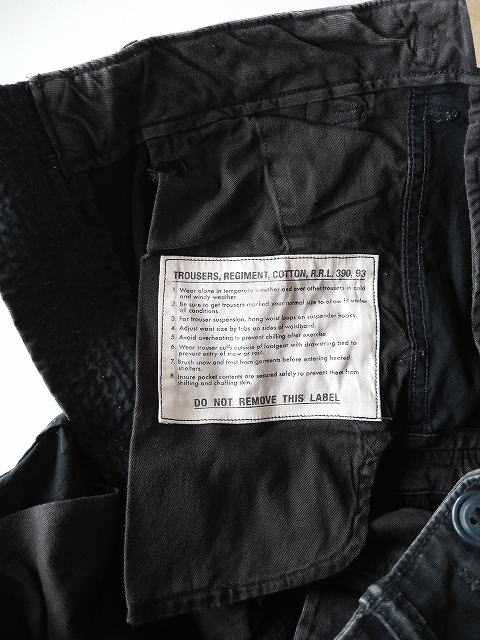 TROUSERS, REGIMENT, COTTON, R.R.L. 390, 93
1. Wear alone in temperate weather and over other trousers in cold
and windy weather.
2. Be sure to get trousers marked your normal size to allow fit under
all conditions.
3. For trouser suspension, hang waist loops on suspender hooks.
4. Adjust waist size by tabs on sides of waistband.
5. Avoid overheating to prevent chilling after exercise.
6. Wear trouser cuffs outside of footgear with drawstring tied to
prevent entry of snow or rain.
7. Brush snow and frost from garments before entering heated
shelters.
8. Insure pocket contents are secured safely to prevent them from
shifting and chaffing skin.
DO NOT REMOVE THIS LABEL